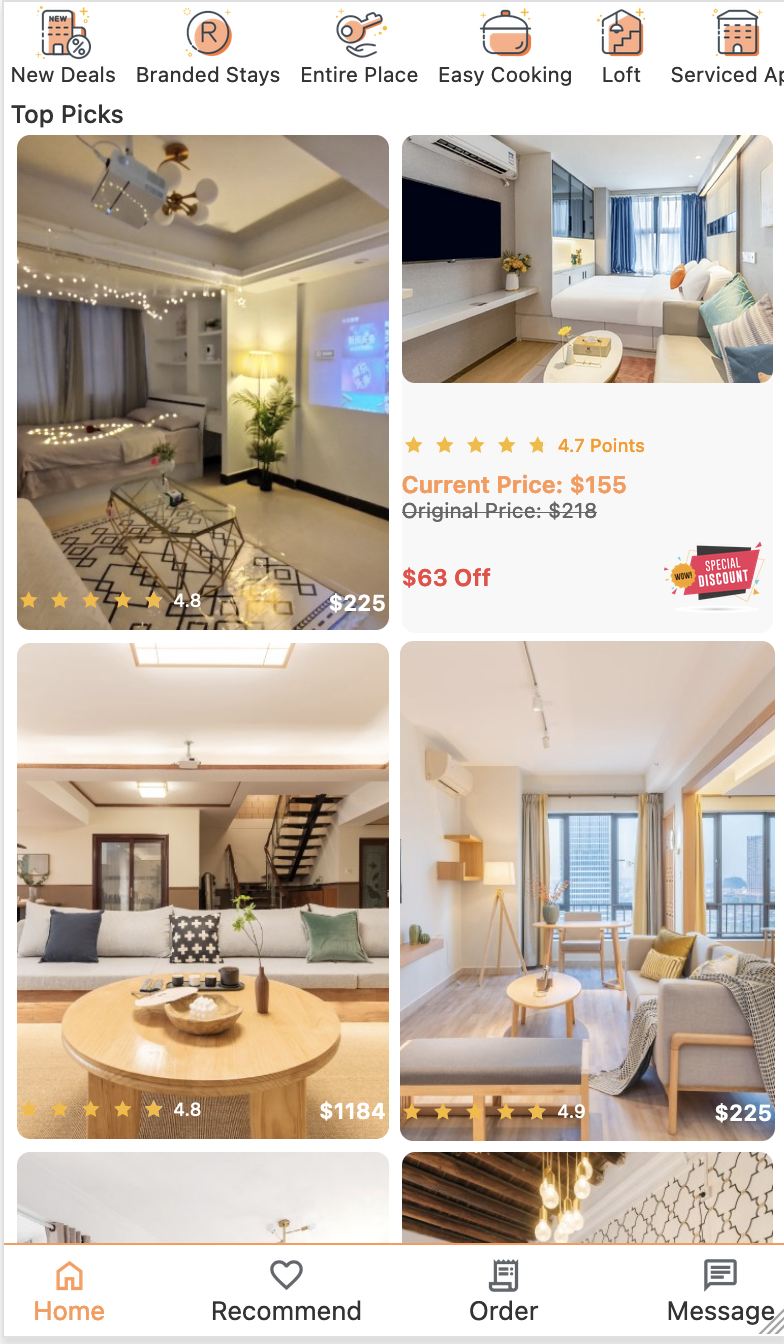 NEW
%
R
New Deals
Branded Stays
Entire Place
Easy Cooking
Loft
Serviced Ap
Top Picks
4.8
$225
4.7 Points
Current Price: $155
Original Price: $218
$63 Off
WOW!
SPECIAL
DISCOUNT
4.8
$1184
4.9
$225
Home
Recommend
Order
Message